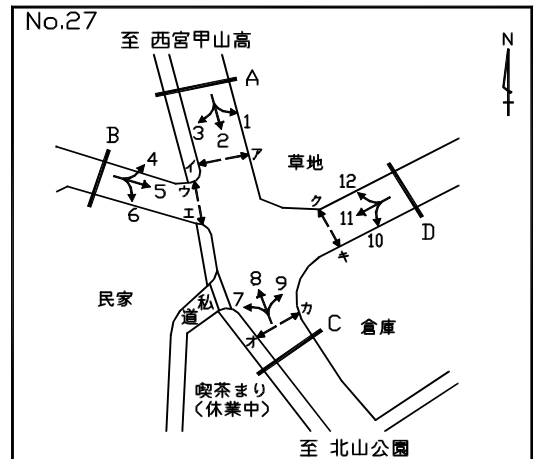 No.27
至 西宮甲山高
N
A
B
3
2
1
イ
ア
草地
4
5
6
ウ
エ
ク
12
11
10
キ
D
民家
私
道
7
8
9
カ
オ
C
倉庫
喫茶まり
(休業中)
至 北山公園